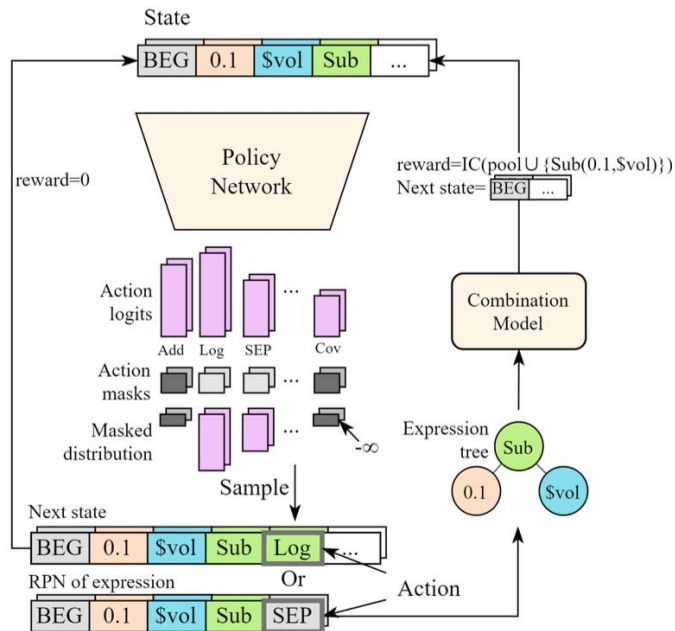 State
BEG 0.1 $vol Sub ...
Policy
Network
reward=0
reward=IC(pool∪{Sub(0.1,$vol)})
Next state= BEG ...
Action
logits
...
Add Log SEP Cov
Combination
Model
Action
masks
...
Masked
distribution
...
-∞
Expression
tree
Sub
0.1 $vol
Sample
Next state
BEG 0.1 $vol Sub Log ...
Or
RPN of expression
Action
BEG 0.1 $vol Sub SEP